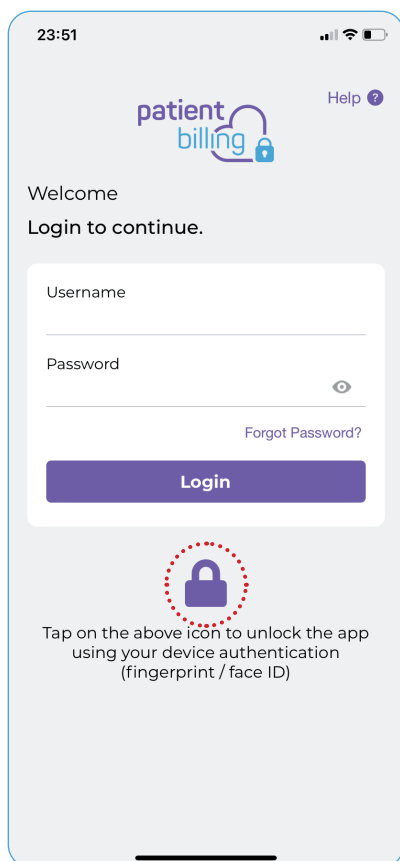 23:51
Help ?
patient
billing
Welcome
Login to continue.
Username
Password
Forgot Password?
Login
Tap on the above icon to unlock the app
using your device authentication
(fingerprint / face ID)